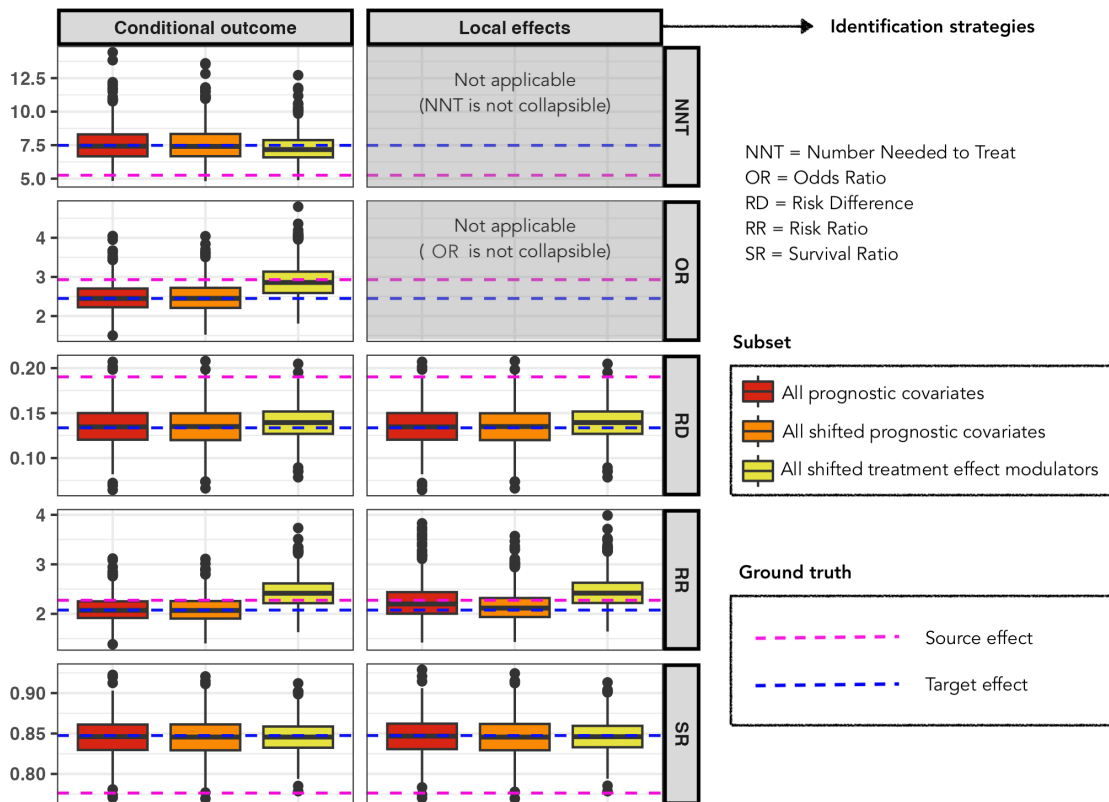 Conditional outcome
Local effects
Identification strategies
12.5
10.0
7.5
5.0
Not applicable
(NNT is not collapsible)
NNT
NNT = Number Needed to Treat
OR = Odds Ratio
RD = Risk Difference
RR = Risk Ratio
SR = Survival Ratio
4
3
2
Not applicable
( OR is not collapsible)
OR
Subset
All prognostic covariates
All shifted prognostic covariates
All shifted treatment effect modulators
0.20
0.15
0.10
RD
4
3
2
RR
Ground truth
Source effect
Target effect
0.90
0.85
0.80
SR